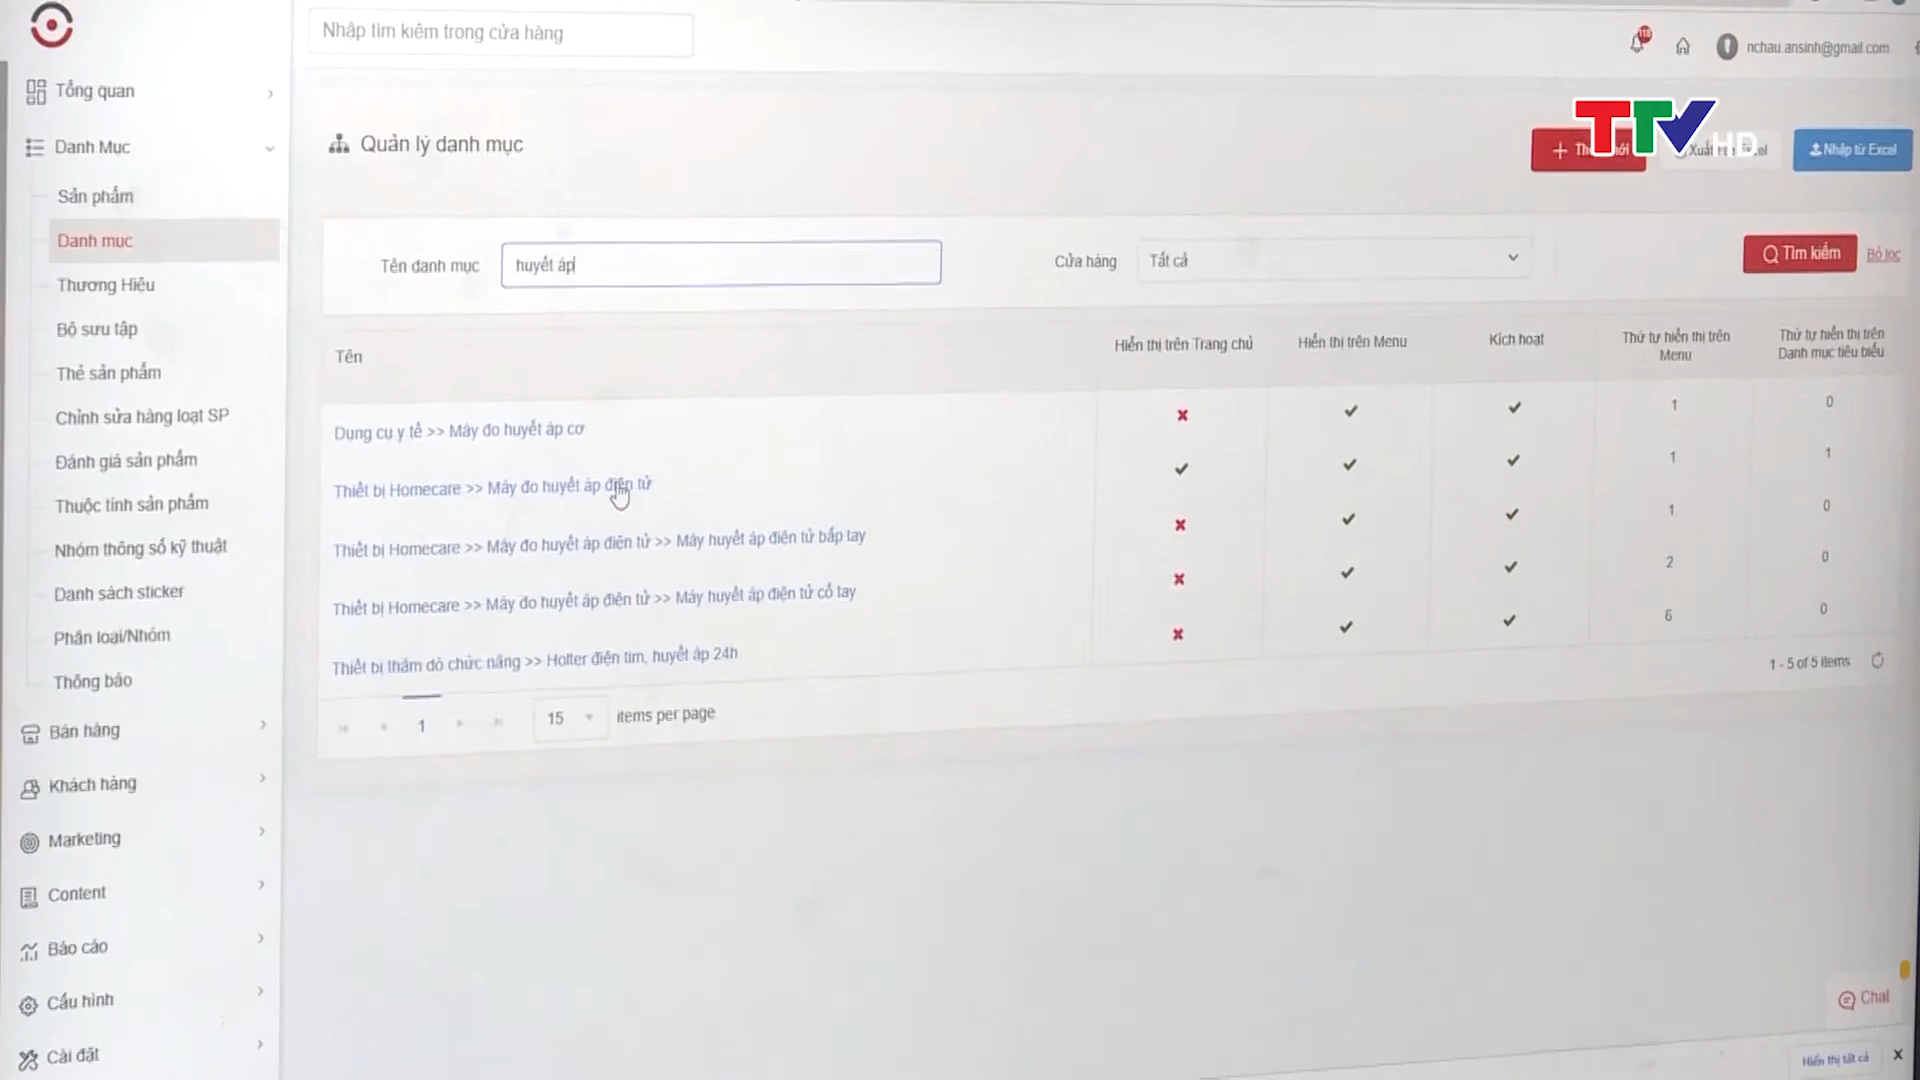 Nhập tìm kiếm trong cửa hàng
118
nchau.ansinh@gmail.com
Tổng quan
Danh Mục
Sản phẩm
Danh mục
Thương Hiệu
Bộ sưu tập
Thẻ sản phẩm
Chỉnh sửa hàng loạt SP
Đánh giá sản phẩm
Thuộc tính sản phẩm
Nhóm thông số kỹ thuật
Danh sách sticker
Phân loại/Nhóm
Thông báo
Bán hàng
Khách hàng
Marketing
Content
Báo cáo
Cấu hình
Cài đặt
Quản lý danh mục
TTV HD
Nhập từ Excel
Tên danh mục
huyết áp
Cửa hàng
Tất cả
Tìm kiếm
Bỏ lọc
Tên
Hiển thị trên Trang chủ
Hiển thị trên Menu
Kích hoạt
Thứ tự hiển thị trên Menu
Thứ tự hiển thị trên Danh mục tiêu biểu
Dụng cụ y tế >> Máy đo huyết áp cơ
1
0
Thiết bị Homecare >> Máy đo huyết áp điện tử
1
1
Thiết bị Homecare >> Máy đo huyết áp điện tử >> Máy huyết áp điện tử bắp tay
1
0
Thiết bị Homecare >> Máy đo huyết áp điện tử >> Máy huyết áp điện tử cổ tay
2
0
Thiết bị thăm dò chức năng >> Holter điện tim, huyết áp 24h
6
0
1
15
items per page
1 - 5 of 5 items
Chat
Hiển thị tất cả
X